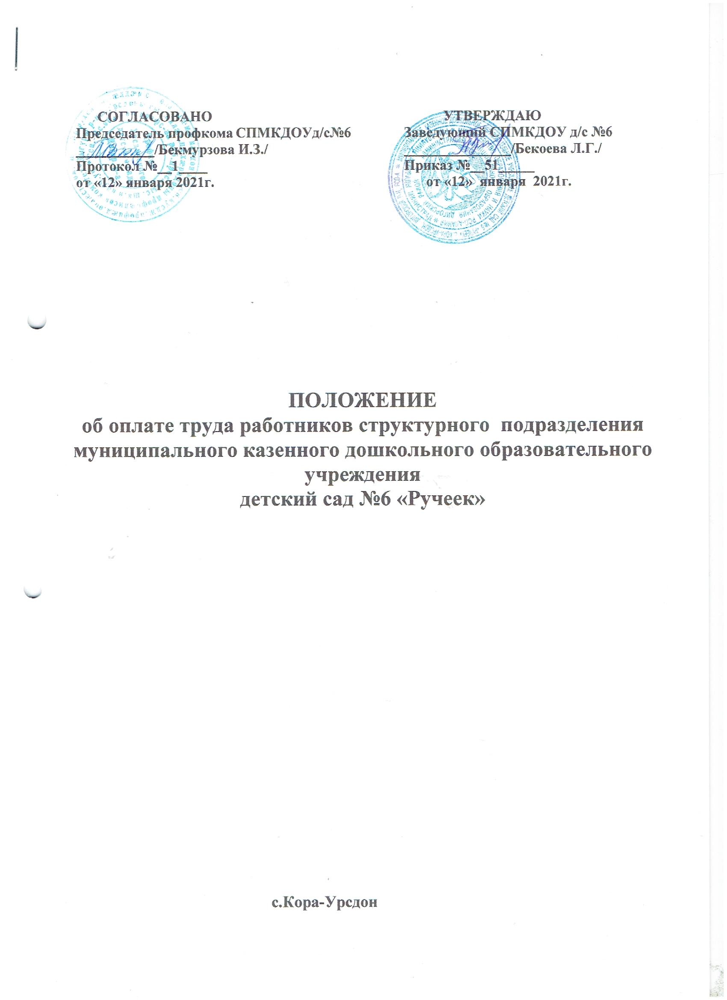 СОГЛАСОВАНО
Председатель профкома СПМКДОУд/с№6
___________/Бекмурзова И.З./
Протокол №__1____
от «12» января 2021г.
УТВЕРЖДАЮ
Заведующий СПМКДОУ д/с №6
_______________/Бекоева Л.Г./
Приказ №__51_____
от «12»  января  2021г.
ПОЛОЖЕНИЕ
об оплате труда работников структурного  подразделения
муниципального казенного дошкольного образовательного
учреждения
детский сад №6 «Ручеек»
с.Кора-Урсдон